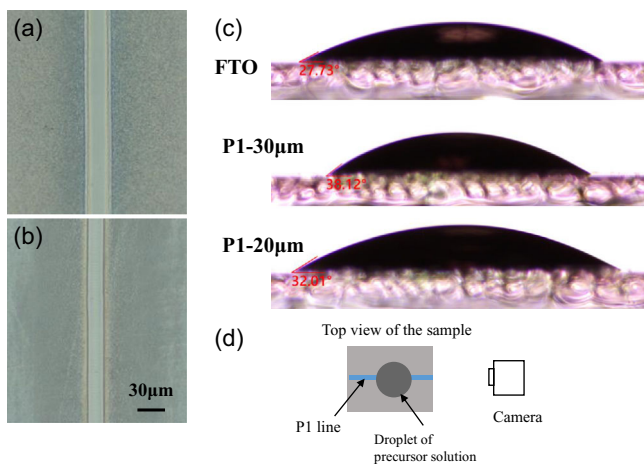 (a)
(b)
30µm
(c)
FTO
27.73°
P1-30µm
38.12°
P1-20µm
32.01°
(d)
Top view of the sample
P1 line
Droplet of
precursor solution
Camera